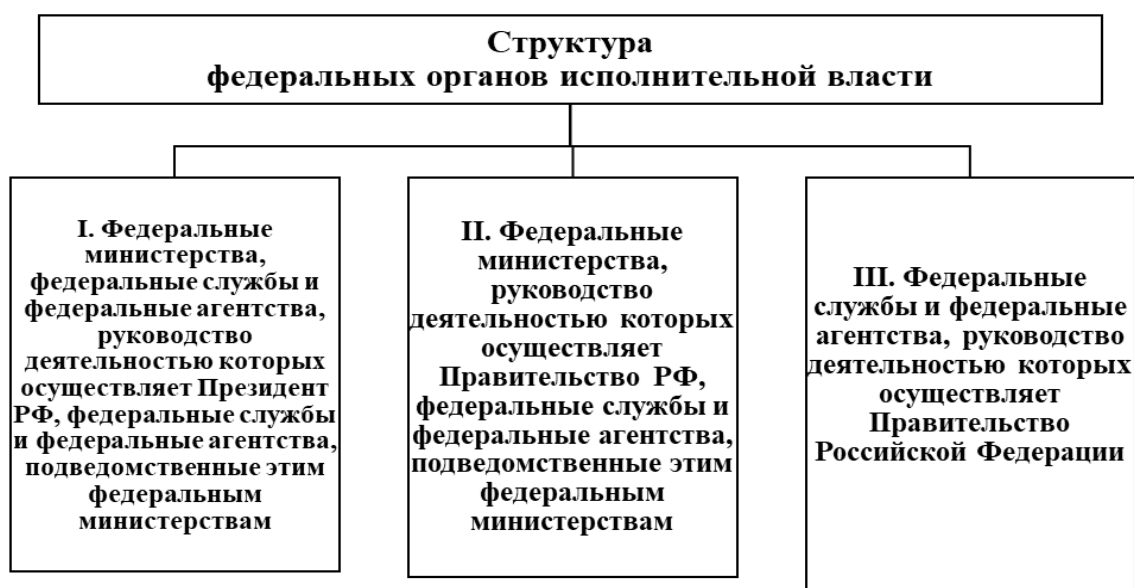 Структура
федеральных органов исполнительной власти
I. Федеральные
министерства,
федеральные службы и
федеральные агентства,
руководство
деятельностью которых
осуществляет Президент
РФ, федеральные службы
и федеральные агентства,
подведомственные этим
федеральным
министерствам
II. Федеральные
министерства,
руководство
деятельностью которых
осуществляет
Правительство РФ,
федеральные службы и
федеральные агентства,
подведомственные этим
федеральным
министерствам
III. Федеральные
службы и федеральные
агентства, руководство
деятельностью которых
осуществляет
Правительство
Российской Федерации